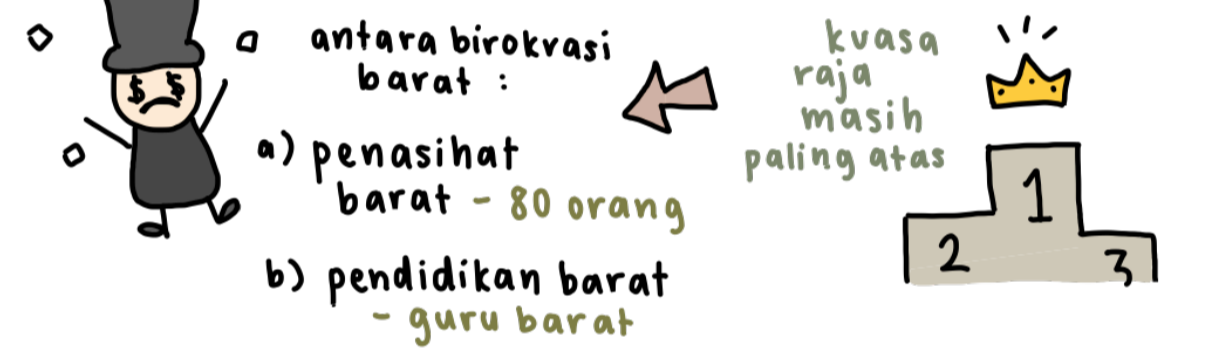 antara birokrasi
barat :
a) penasihat
barat - 80 orang
b) pendidikan barat
- guru barat
kuasa
raja
masih
paling atas
1
2
3
$ $